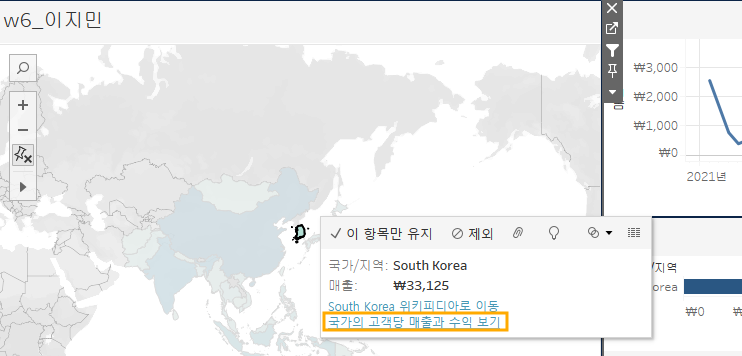 w6_이지민
₩3,000
₩2,000
₩1,000
₩0
2021년
이 항목만 유지
제외
국가/지역: South Korea
매출: ₩33,125
South Korea 위키피디아로 이동
국가의 고객당 매출과 수익 보기
국가/지역
orea
₩0
₩